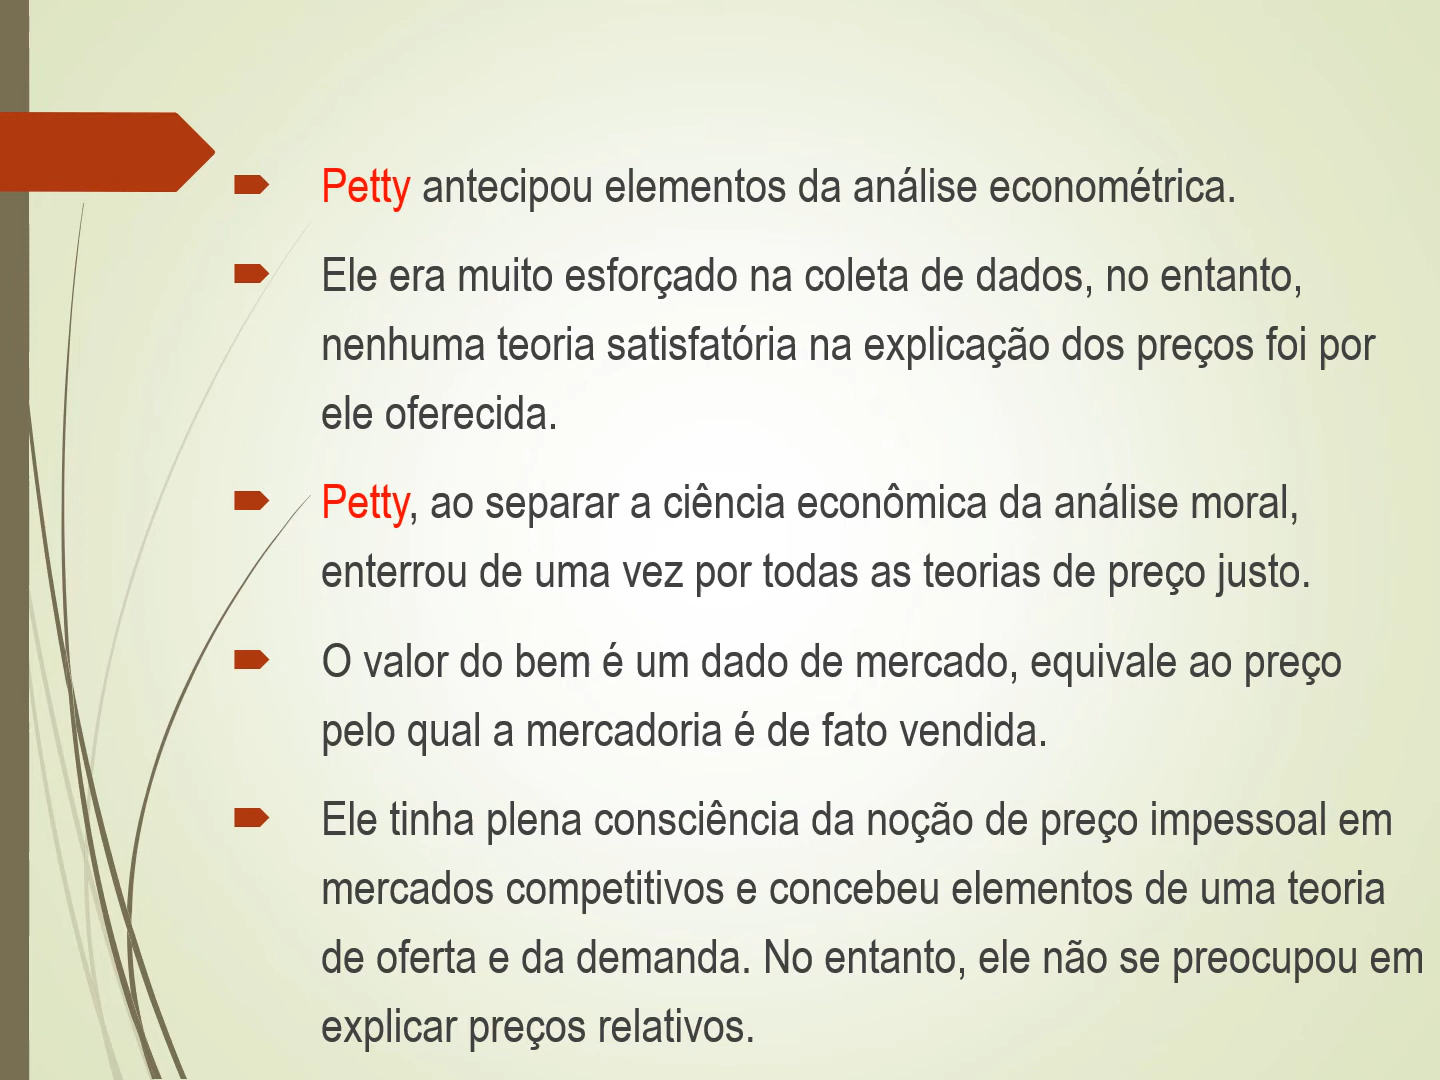 Petty antecipou elementos da análise econométrica.
Ele era muito esforçado na coleta de dados, no entanto,
nenhuma teoria satisfatória na explicação dos preços foi por
ele oferecida.
Petty, ao separar a ciência econômica da análise moral,
enterrou de uma vez por todas as teorias de preço justo.
O valor do bem é um dado de mercado, equivale ao preço
pelo qual a mercadoria é de fato vendida.
Ele tinha plena consciência da noção de preço impessoal em
mercados competitivos e concebeu elementos de uma teoria
de oferta e da demanda. No entanto, ele não se preocupou em
explicar preços relativos.